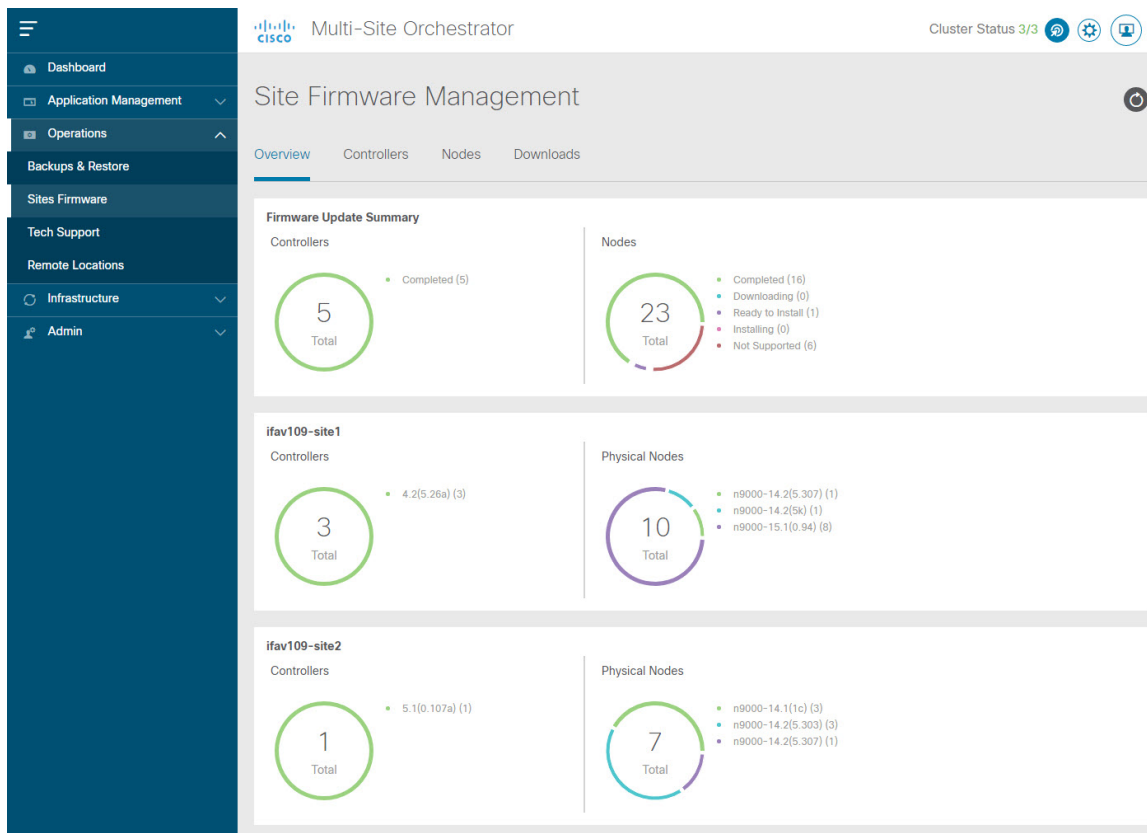 CISCO
Multi-Site Orchestrator
Cluster Status 3/3
Dashboard
Application Management
Operations
Backups & Restore
Sites Firmware
Tech Support
Remote Locations
Infrastructure
Admin
Site Firmware Management
Overview Controllers Nodes Downloads
Firmware Update Summary
Controllers
5
Total
Completed (5)
Nodes
23
Total
Completed (16)
Downloading (0)
Ready to Install (1)
Installing (0)
Not Supported (6)
ifav109-site1
Controllers
3
Total
4.2(5.26a) (3)
Physical Nodes
10
Total
n9000-14.2(5.307) (1)
n9000-14.2(5k) (1)
n9000-15.1(0.94) (8)
ifav109-site2
Controllers
1
Total
5.1(0.107a) (1)
Physical Nodes
7
Total
n9000-14.1(1c) (3)
n9000-14.2(5.303) (3)
n9000-14.2(5.307) (1)